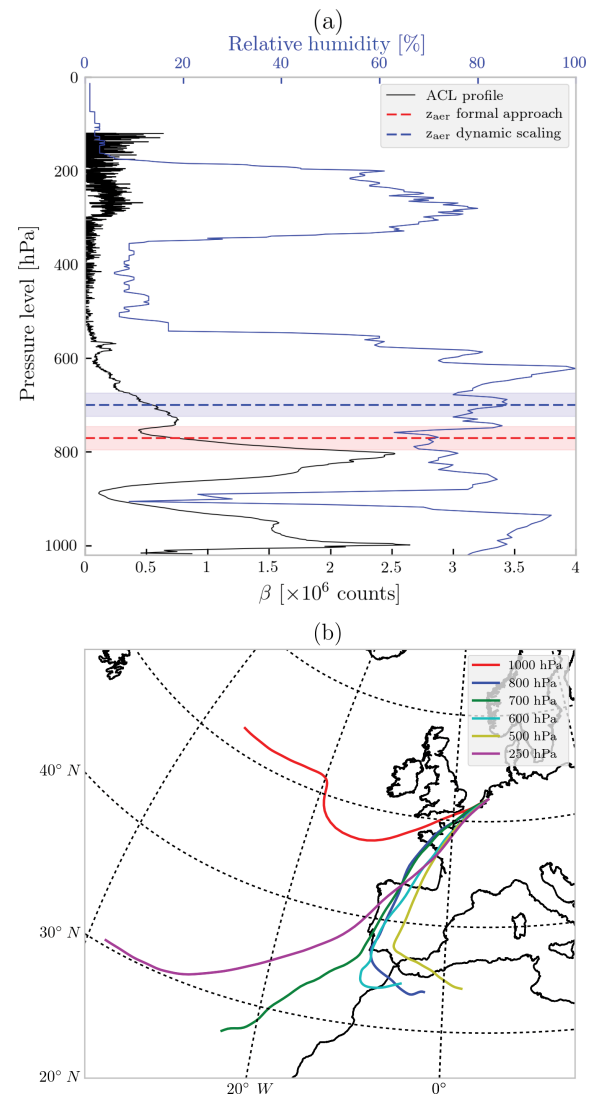 (a)
Relative humidity [%]
0 20 40 60 80 100
ACL profile
z_aer formal approach
z_aer dynamic scaling
0
200
400
600
800
1000
Pressure level [hPa]
0 0.5 1 1.5 2 2.5 3 3.5 4
β [×10⁶ counts]
(b)
1000 hPa
800 hPa
700 hPa
600 hPa
500 hPa
250 hPa
40° N
30° N
20° N
20° W 0°